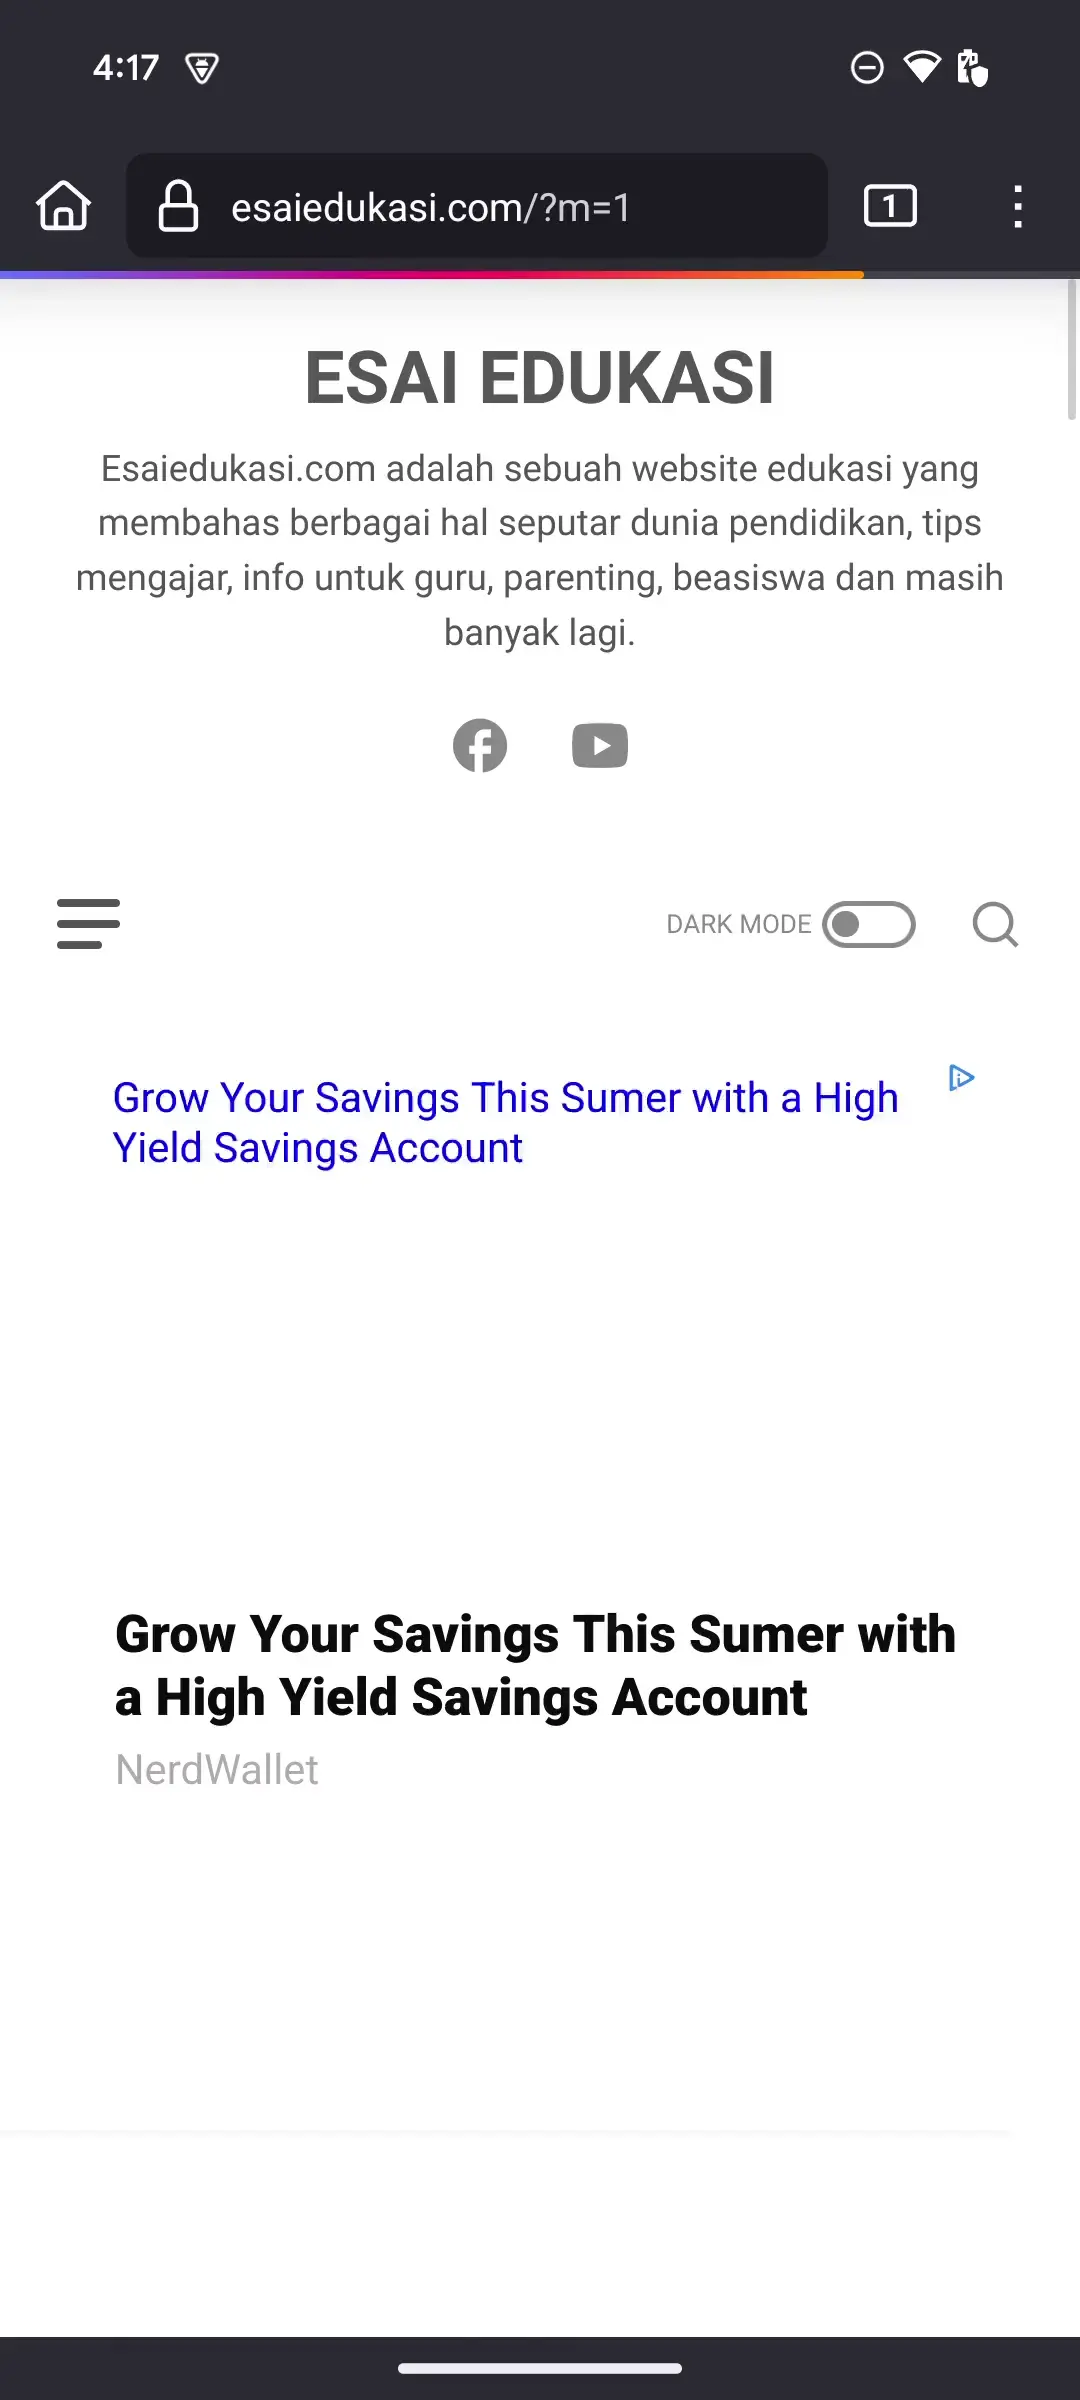 4:17
esaiedukasi.com/?m=1
1
ESAI EDUKASI
Esaiedukasi.com adalah sebuah website edukasi yang
membahas berbagai hal seputar dunia pendidikan, tips
mengajar, info untuk guru, parenting, beasiswa dan masih
banyak lagi.
DARK MODE
Grow Your Savings This Sumer with a High
Yield Savings Account
Grow Your Savings This Sumer with
a High Yield Savings Account
NerdWallet